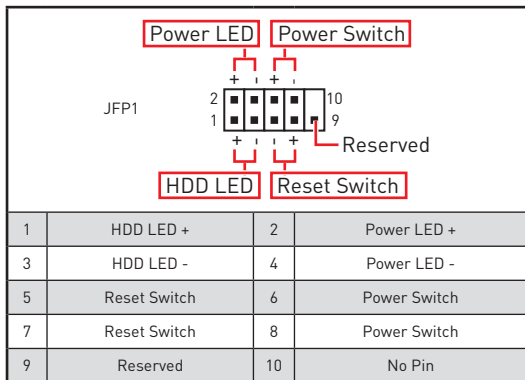 Power LED Power Switch
+ - + -
JFP1
2 10
1 9
+ - - +
Reserved
HDD LED Reset Switch
1 HDD LED + 2 Power LED +
3 HDD LED - 4 Power LED -
5 Reset Switch 6 Power Switch
7 Reset Switch 8 Power Switch
9 Reserved 10 No Pin